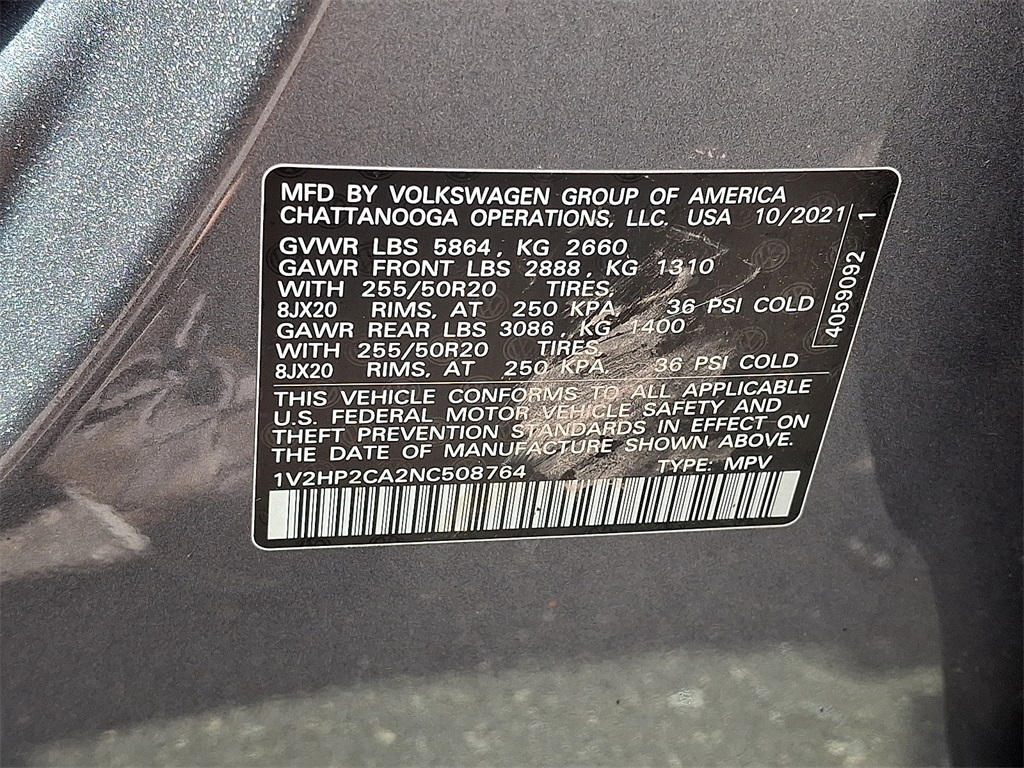 MFD BY VOLKSWAGEN GROUP OF AMERICA
CHATTANOOGA OPERATIONS, LLC. USA 10/2021
GVWR LBS 5864, KG 2660
GAWR FRONT LBS 2888, KG 1310
WITH 255/50R20 TIRES,
8JX20 RIMS, AT 250 KPA, 36 PSI COLD
GAWR REAR LBS 3086, KG 1400
WITH 255/50R20 TIRES,
8JX20 RIMS, AT 250 KPA, 36 PSI COLD
THIS VEHICLE CONFORMS TO ALL APPLICABLE
U.S. FEDERAL MOTOR VEHICLE SAFETY AND
THEFT PREVENTION STANDARDS IN EFFECT ON
THE DATE OF MANUFACTURE SHOWN ABOVE.
1V2HP2CA2NC508764 TYPE: MPV
4059092 1